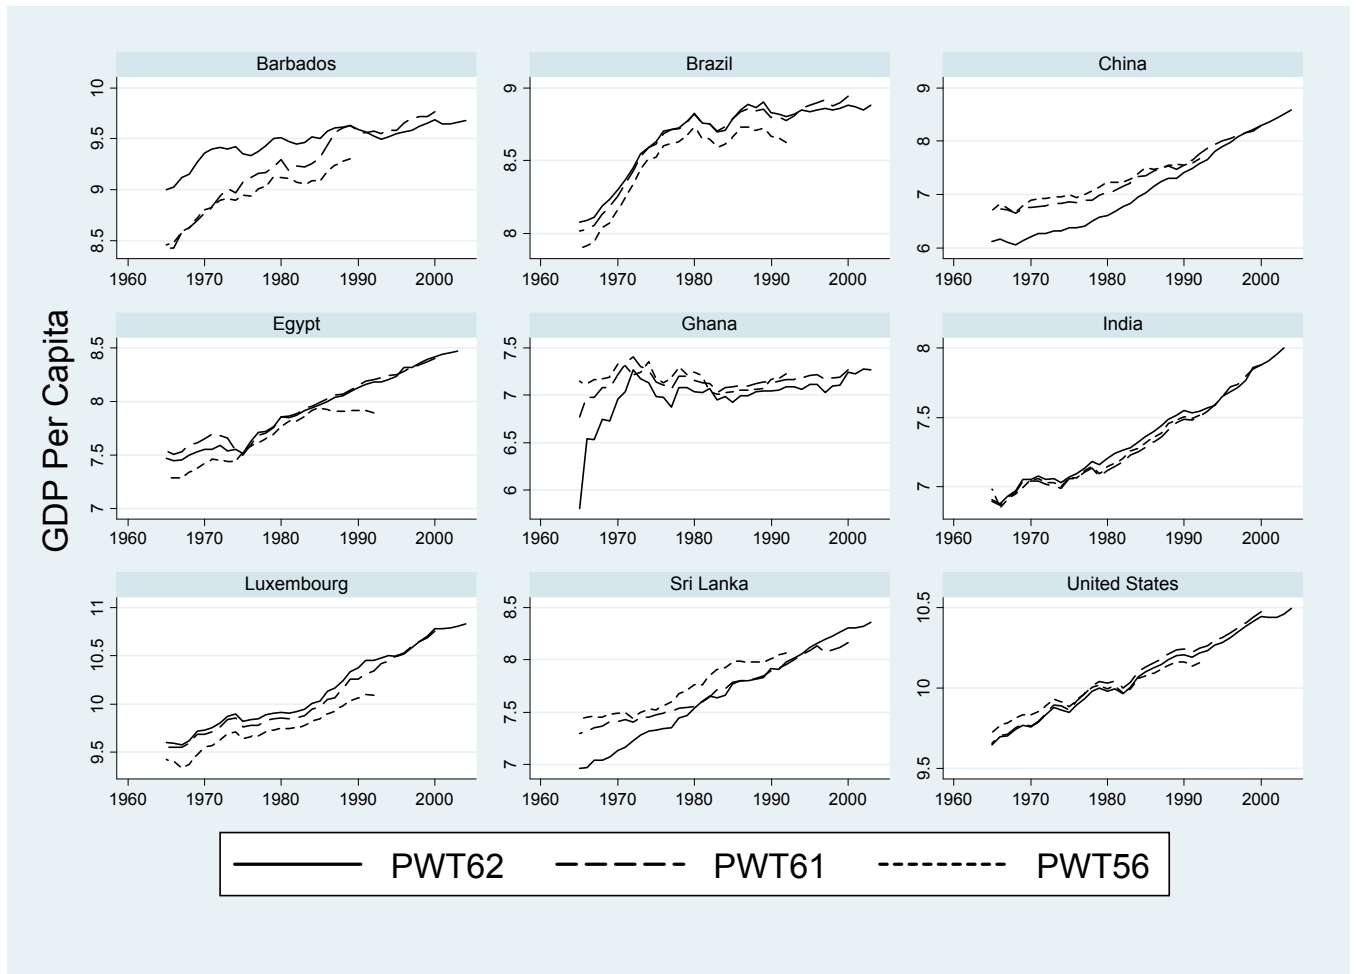 GDP Per Capita
Barbados
10
9.5
9
8.5
1960 1970 1980 1990 2000
Brazil
9
8.5
8
1960 1970 1980 1990 2000
China
9
8
7
6
1960 1970 1980 1990 2000
Egypt
8.5
8
7.5
7
1960 1970 1980 1990 2000
Ghana
7.5
7
6.5
6
1960 1970 1980 1990 2000
India
8
7.5
7
1960 1970 1980 1990 2000
Luxembourg
11
10.5
10
9.5
1960 1970 1980 1990 2000
Sri Lanka
8.5
8
7.5
7
1960 1970 1980 1990 2000
United States
10.5
10
9.5
1960 1970 1980 1990 2000
PWT62 PWT61 PWT56